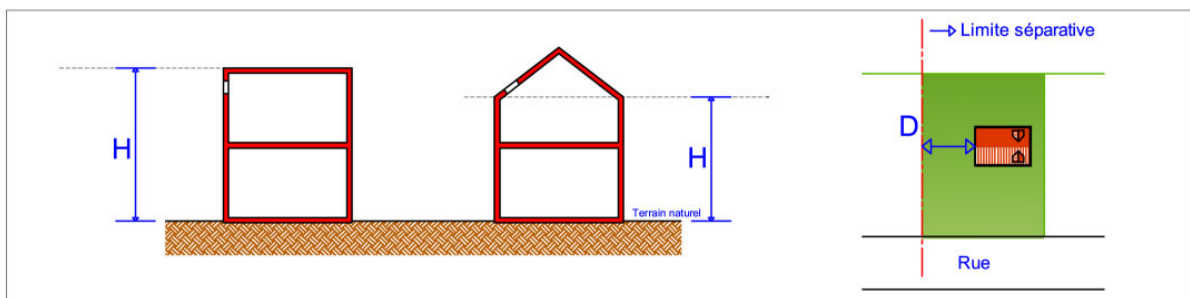 H
H
Terrain naturel
Limite séparative
D
Rue